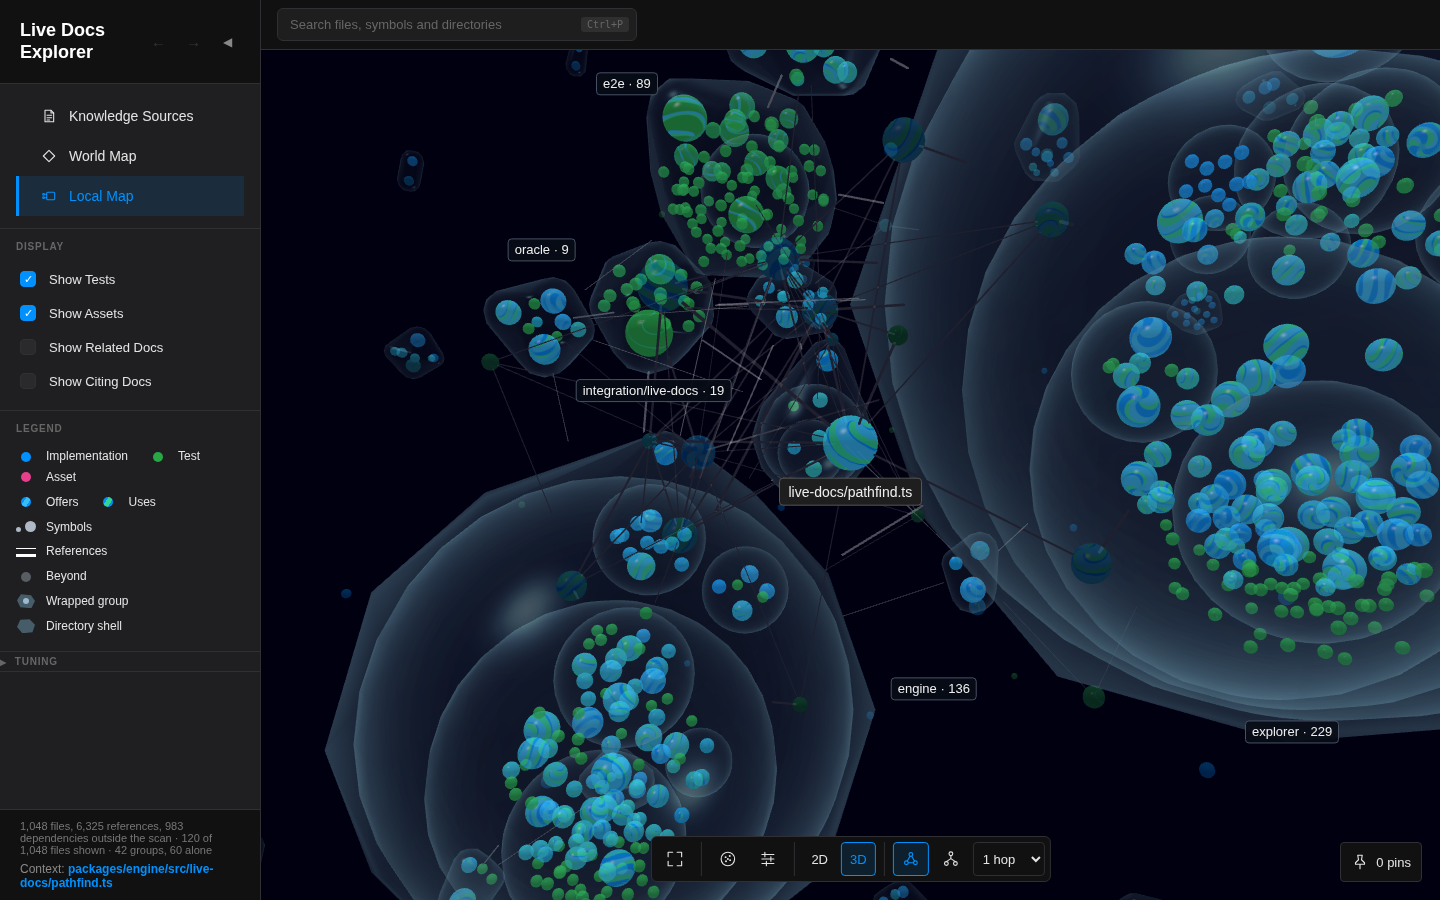 Live Docs
Explorer
Search files, symbols and directories
Ctrl+P
Knowledge Sources
World Map
Local Map
DISPLAY
✓ Show Tests
✓ Show Assets
Show Related Docs
Show Citing Docs
LEGEND
Implementation
Test
Asset
Offers
Uses
Symbols
References
Beyond
Wrapped group
Directory shell
TUNING
1,048 files, 6,325 references, 983
dependencies outside the scan · 120 of
1,048 files shown · 42 groups, 60 alone
Context: packages/engine/src/live-
docs/pathfind.ts
e2e · 89
oracle · 9
integration/live-docs · 19
live-docs/pathfind.ts
engine · 136
explorer · 229
2D
3D
1 hop
0 pins